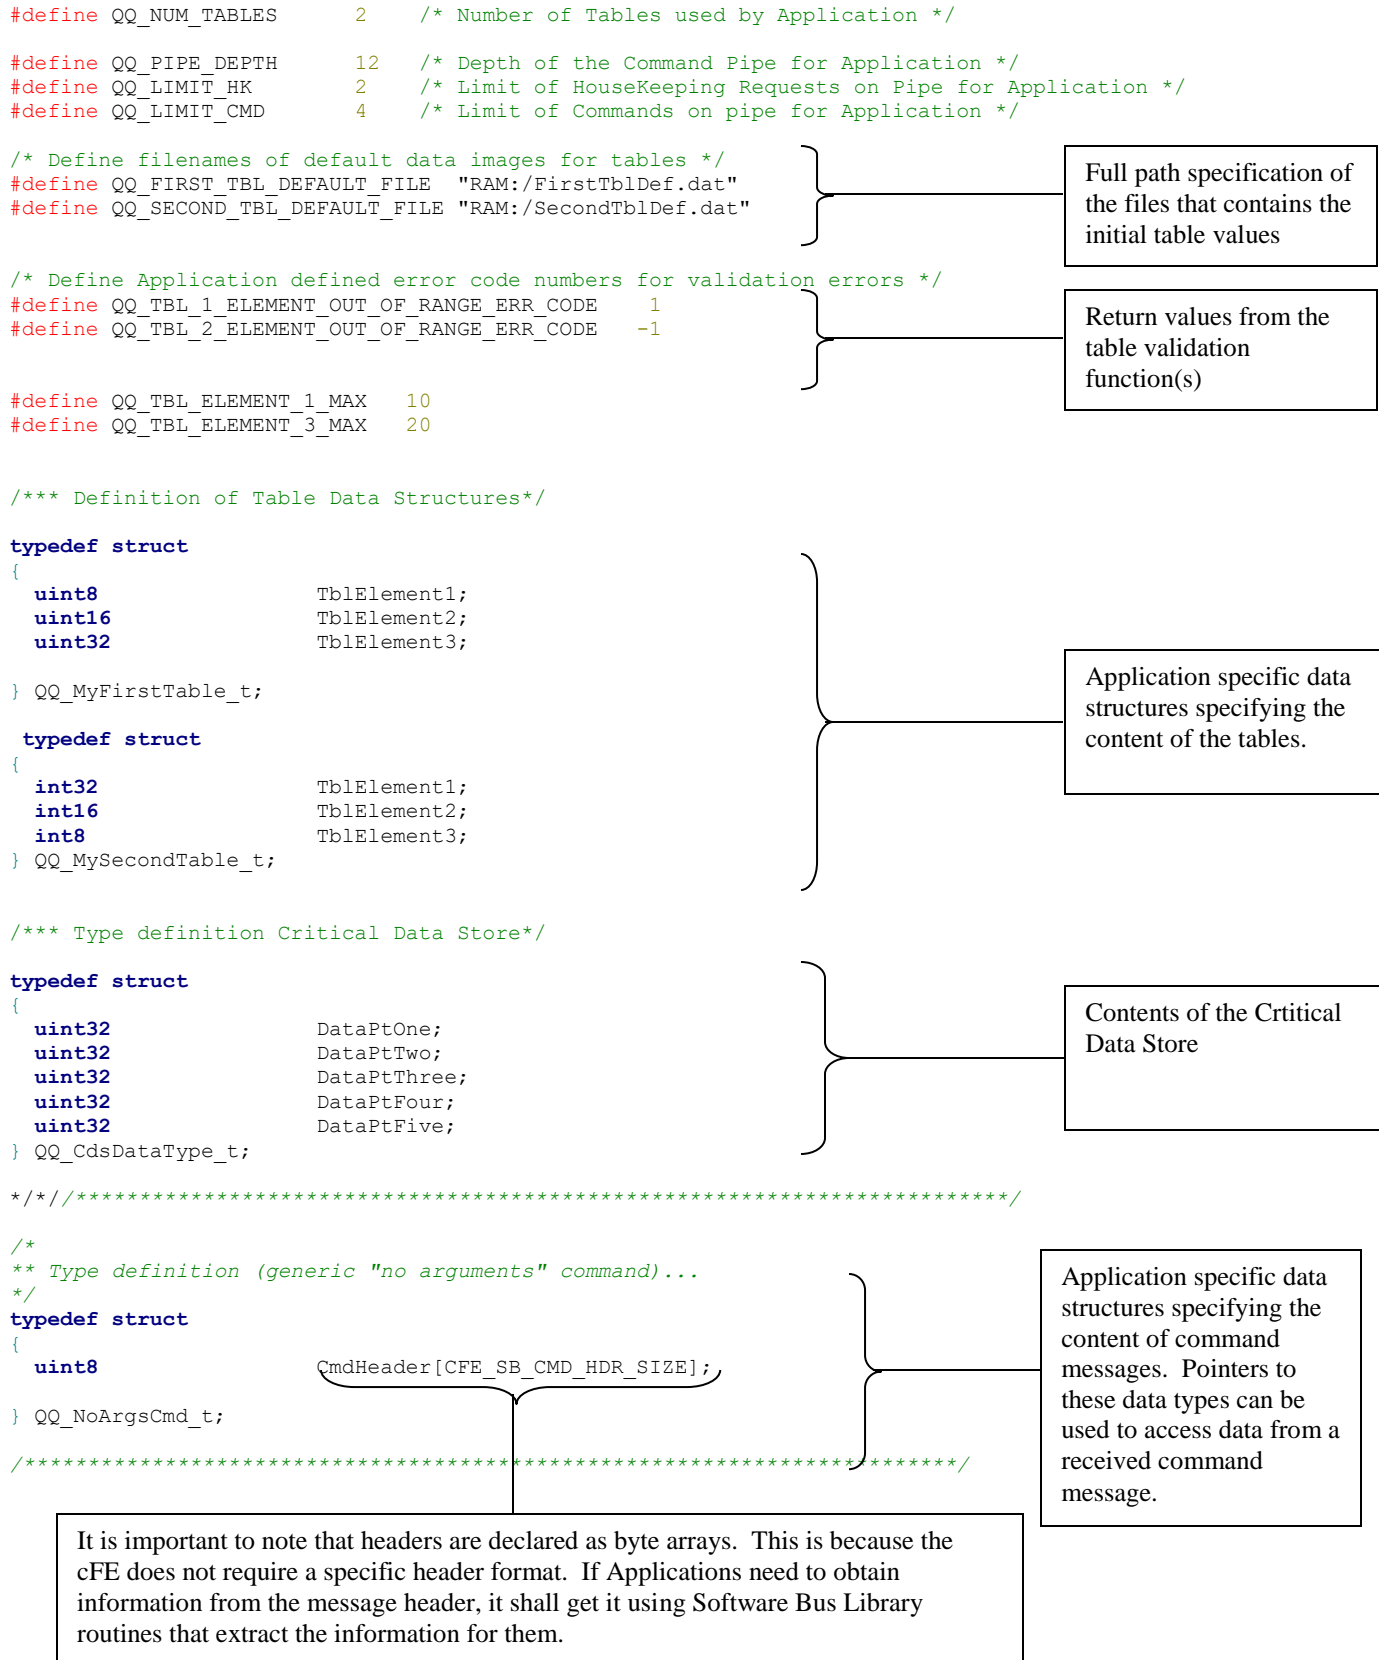 #define QQ_NUM_TABLES 2 /* Number of Tables used by Application */
#define QQ_PIPE_DEPTH 12 /* Depth of the Command Pipe for Application */
#define QQ_LIMIT_HK 2 /* Limit of HouseKeeping Requests on Pipe for Application */
#define QQ_LIMIT_CMD 4 /* Limit of Commands on pipe for Application */
/* Define filenames of default data images for tables */
#define QQ_FIRST_TBL_DEFAULT_FILE "RAM:/FirstTblDef.dat"
#define QQ_SECOND_TBL_DEFAULT_FILE "RAM:/SecondTblDef.dat"
Full path specification of
the files that contains the
initial table values
/* Define Application defined error code numbers for validation errors */
#define QQ_TBL_1_ELEMENT_OUT_OF_RANGE_ERR_CODE 1
#define QQ_TBL_2_ELEMENT_OUT_OF_RANGE_ERR_CODE -1
Return values from the
table validation
function(s)
#define QQ_TBL_ELEMENT_1_MAX 10
#define QQ_TBL_ELEMENT_3_MAX 20
/*** Definition of Table Data Structures*/
typedef struct
{
uint8 TblElement1;
uint16 TblElement2;
uint32 TblElement3;
} QQ_MyFirstTable_t;
typedef struct
{
int32 TblElement1;
int16 TblElement2;
int8 TblElement3;
} QQ_MySecondTable_t;
Application specific data
structures specifying the
content of the tables.
/*** Type definition Critical Data Store*/
typedef struct
{
uint32 DataPtOne;
uint32 DataPtTwo;
uint32 DataPtThree;
uint32 DataPtFour;
uint32 DataPtFive;
} QQ_CdsDataType_t;
Contents of the Crtitical
Data Store
*/*//*************************************************************************/
/*
** Type definition (generic "no arguments" command)...
*/
typedef struct
{
uint8 CmdHeader[CFE_SB_CMD_HDR_SIZE];
} QQ_NoArgsCmd_t;
/*************************************************************************/
Application specific data
structures specifying the
content of command
messages. Pointers to
these data types can be
used to access data from a
received command
message.
It is important to note that headers are declared as byte arrays. This is because the
cFE does not require a specific header format. If Applications need to obtain
information from the message header, it shall get it using Software Bus Library
routines that extract the information for them.